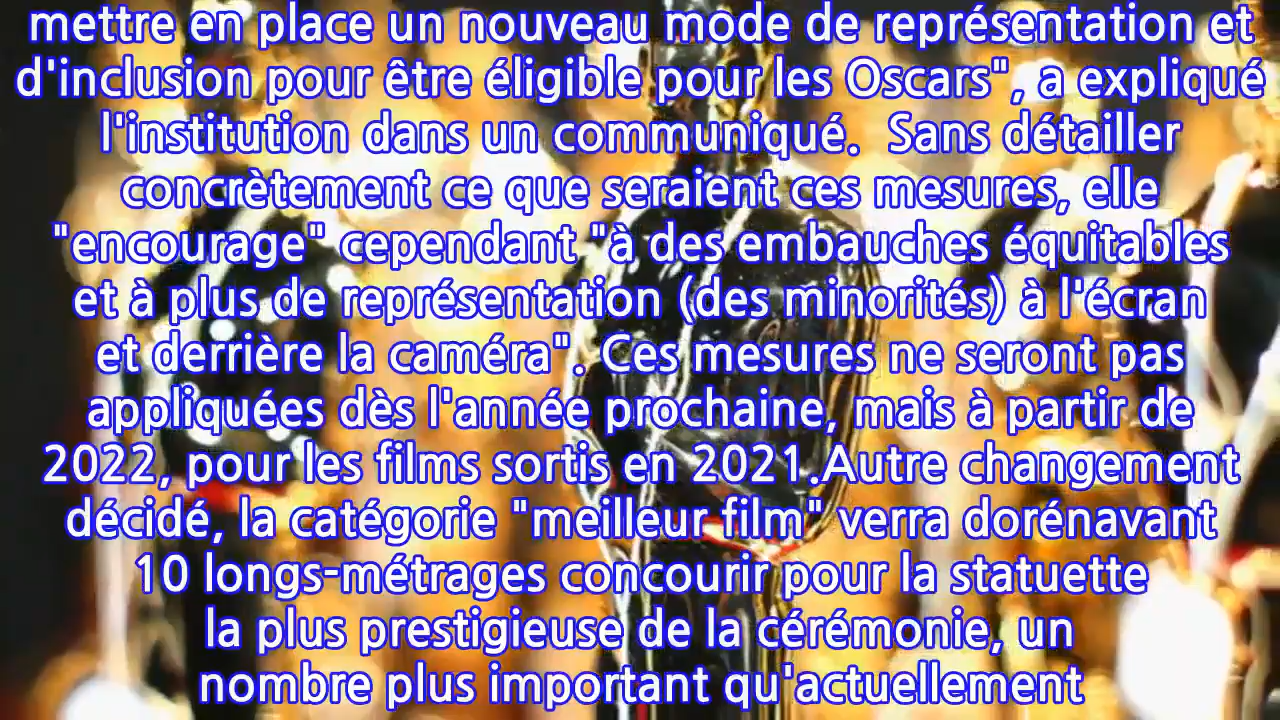 mettre en place un nouveau mode de représentation et
d'inclusion pour être éligible pour les Oscars", a expliqué
l'institution dans un communiqué.  Sans détailler
concrètement ce que seraient ces mesures, elle
"encourage" cependant "à des embauches équitables
et à plus de représentation (des minorités) à l'écran
et derrière la caméra". Ces mesures ne seront pas
appliquées dès l'année prochaine, mais à partir de
2022, pour les films sortis en 2021.Autre changement
décidé, la catégorie "meilleur film" verra dorénavant
10 longs-métrages concourir pour la statuette
la plus prestigieuse de la cérémonie, un
nombre plus important qu'actuellement